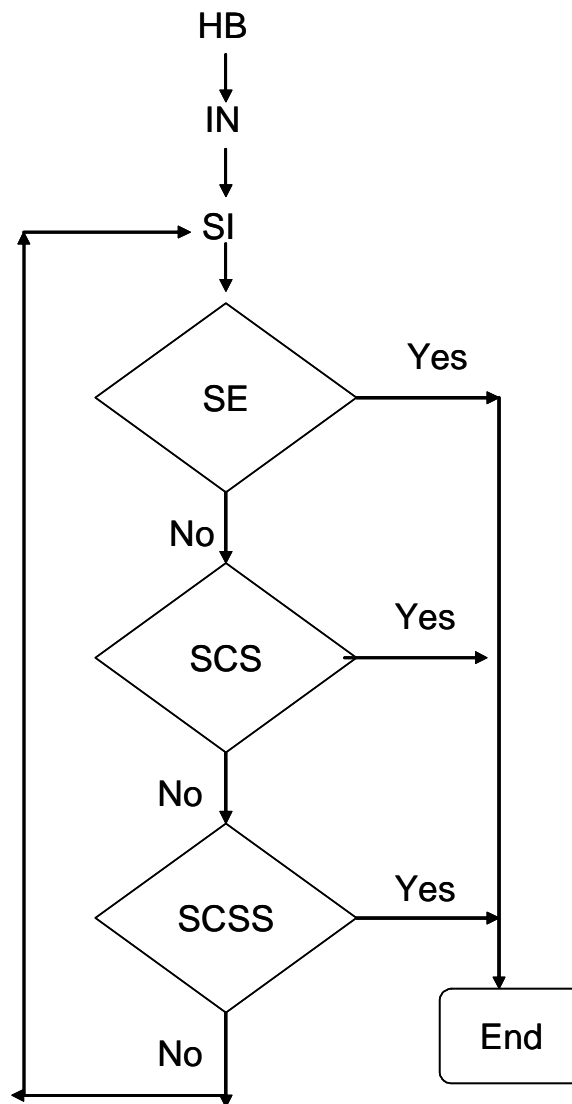 HB
IN
SI
Yes
SE
No
Yes
SCS
No
Yes
SCSS
No
End